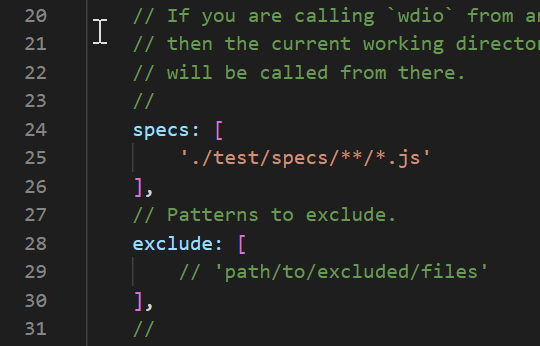 20 // If you are calling `wdio` from
21 // then the current working
22 // will be called from there.
23 //
24 specs: [
25 './test/specs/**/*.js'
26 ],
27 // Patterns to exclude.
28 exclude: [
29 // 'path/to/excluded/files'
30 ],
31 //